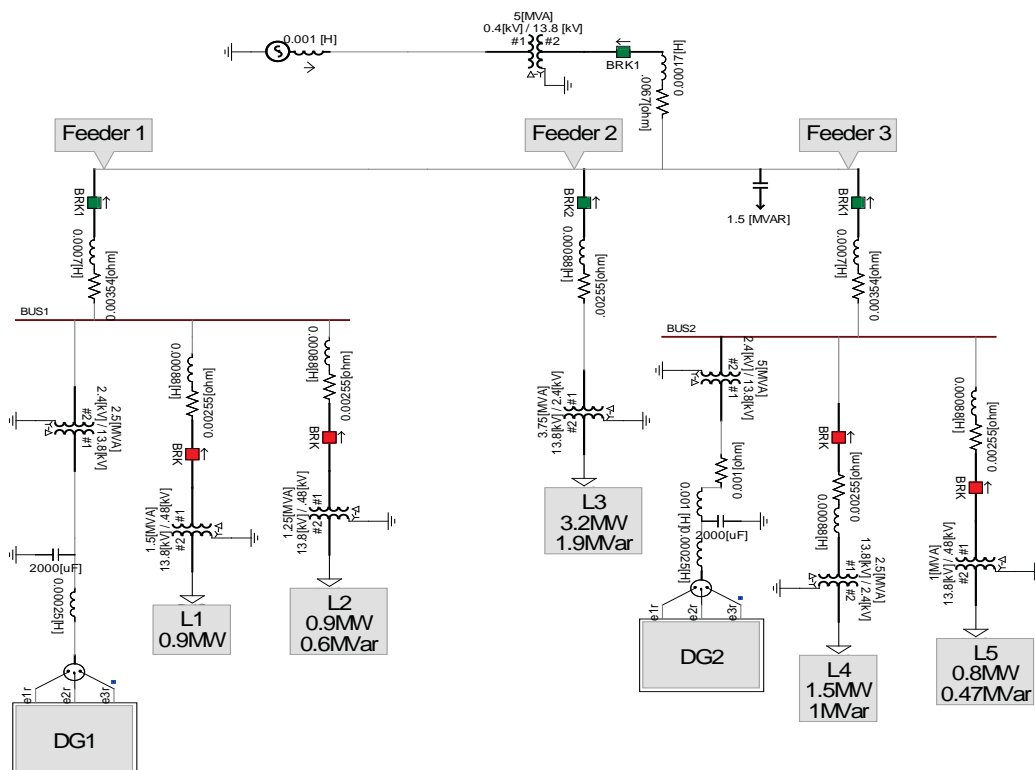 5[MVA]
0.4[kV] / 13.8 [kV]
#1
#2
0.001 [H]
S
BRK1
0.00017[H]
.0067[ohm]
Feeder 1
Feeder 2
Feeder 3
BRK1
BRK2
BRK1
1.5 [MVAR]
0.0007[H]
0.00354[ohm]
0.00088[H]
.00255[ohm]
0.0007[H]
0.00354[ohm]
BUS1
BUS2
2.5[MVA]
2.4[kV] / 13.8[kV]
#2
#1
0.00088[H]
0.00255[ohm]
BRK
0.00088[H]
0.00255[ohm]
BRK
3.75[MVA]
13.8[kV] / 2.4[kV]
#1
#2
5[MVA]
2.4[kV] / 13.8[kV]
#2
#1
0.001[ohm]
0.001 [H]
BRK
0.00255[ohm]
0.00088[H]
0.00088[H]
0.00255[ohm]
BRK
1.5[MVA]
13.8[kV] / .48[kV]
#1
#2
1.25[MVA]
13.8[kV] / .48[kV]
#1
#2
L3
3.2MW
1.9MVar
2000[uF]
0.00025[H]
2.5[MVA]
13.8[kV] / 2.4[kV]
#1
#2
1[MVA]
13.8[kV] / .48[kV]
#1
#2
2000[uF]
0.00025[H]
L1
0.9MW
L2
0.9MW
0.6MVar
e1r
e2r
e3r
DG2
L4
1.5MW
1MVar
L5
0.8MW
0.47MVar
e1r
e2r
e3r
DG1